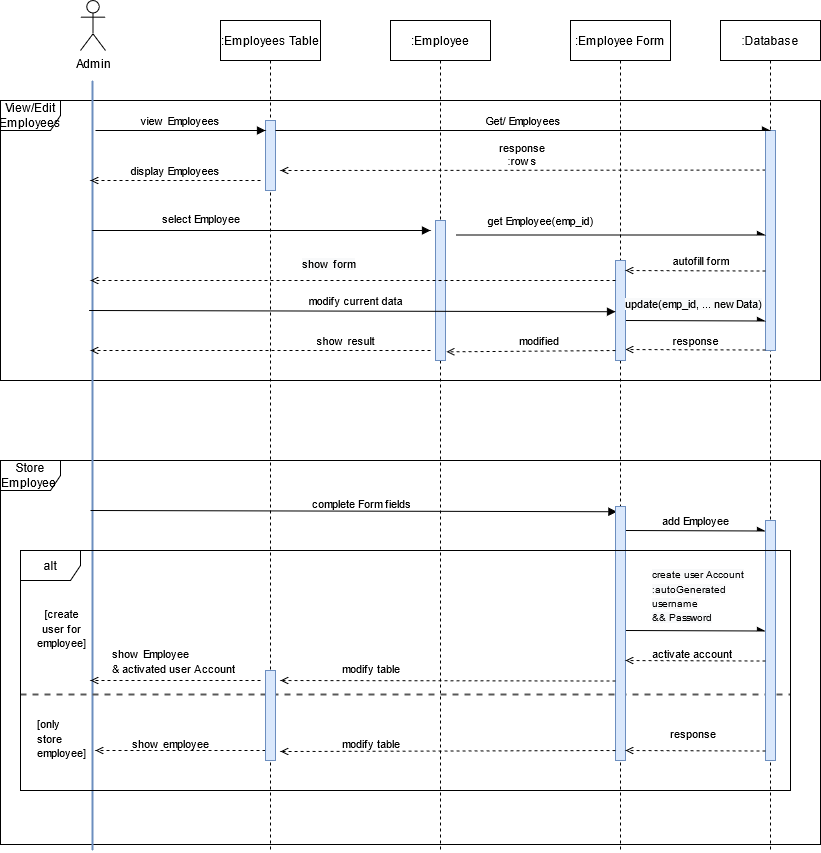 Admin
:Employees Table
:Employee
:Employee Form
:Database
View/Edit
Employees
view Employees
Get/ Employees
response
:rows
display Employees
select Employee
get Employee(emp_id)
autofill form
show form
modify current data
update(emp_id, ... new Data)
response
modified
show result
Store
Employee
complete Form fields
add Employee
alt
create user Account
:autoGenerated
username
&& Password
[create
user for
employee]
activate account
show Employee
& activated user Account
modify table
[only
store
employee]
response
modify table
show employee